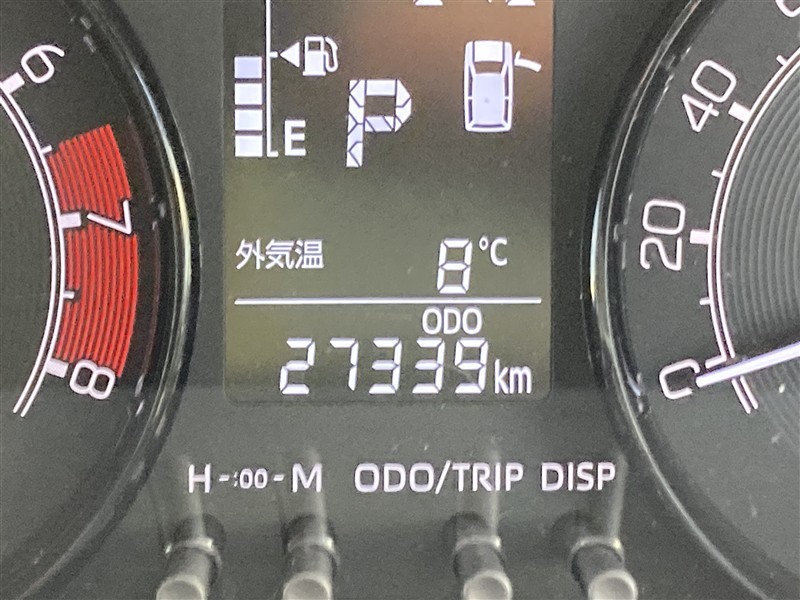 6
7
8
E
P
外気温 8℃
ODO
27339km
40
20
0
H -:00- M ODO/TRIP DISP